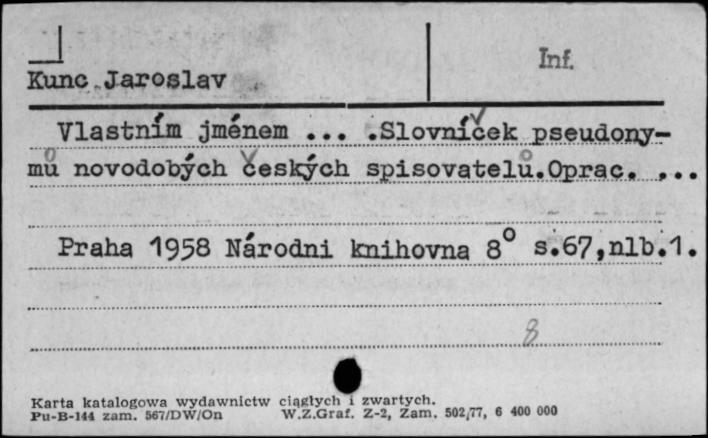 Inf.
Kunc Jaroslav
Vlastním jménem ... .Slovníček pseudony-
mů novodobých českých spisovatelů.Oprac. ...
Praha 1958 Národni knihovna 8° s.67,nlb.1.
8
Karta katalogowa wydawnictw ciągłych i zwartych.
Pu-B-144 zam. 567/DW/On W.Z.Graf. Z-2, Zam. 502/77, 6 400 000